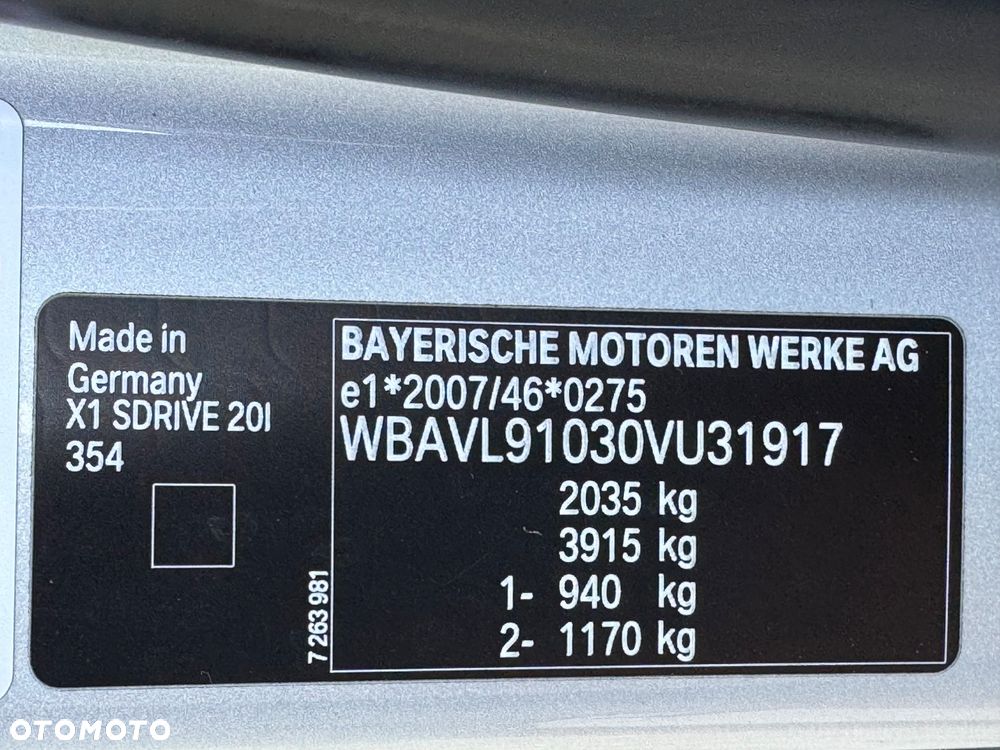 Made in
Germany
X1 SDRIVE 20I
354
7 263 981
BAYERISCHE MOTOREN WERKE AG
e1*2007/46*0275
WBAVL91030VU31917
2035 kg
3915 kg
1- 940 kg
2- 1170 kg
OTOMOTO